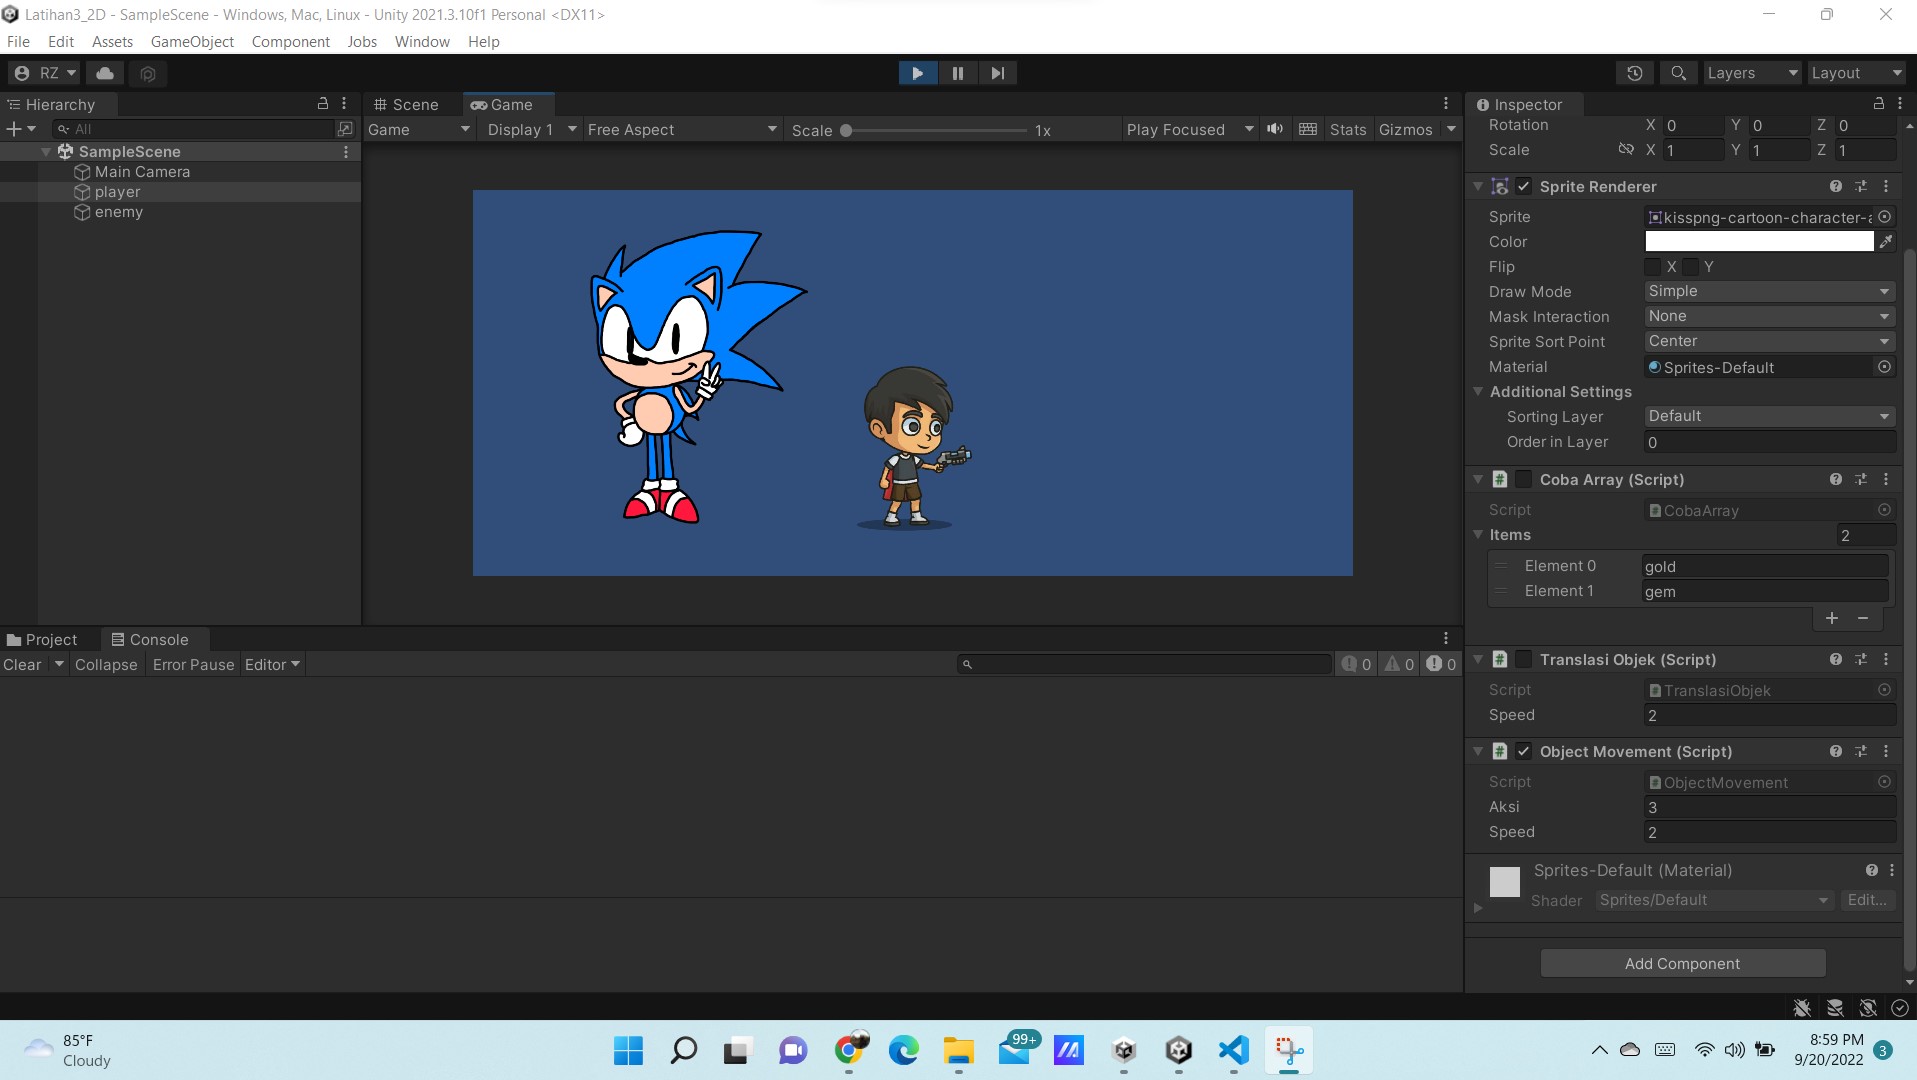 Latihan3_2D - SampleScene - Windows, Mac, Linux - Unity 2021.3.10f1 Personal <DX11>
File Edit Assets GameObject Component Jobs Window Help
RZ
Layers Layout
Hierarchy
All
SampleScene
Main Camera
player
enemy
Scene Game
Game Display 1 Free Aspect Scale 1x Play Focused Stats Gizmos
Project Console
Clear Collapse Error Pause Editor 0 0 0
Inspector
Rotation X 0 Y 0 Z 0
Scale X 1 Y 1 Z 1
Sprite Renderer
Sprite kisspng-cartoon-character-
Color
Flip X Y
Draw Mode Simple
Mask Interaction None
Sprite Sort Point Center
Material Sprites-Default
Additional Settings
Sorting Layer Default
Order in Layer 0
# Coba Array (Script)
Script # CobaArray
Items 2
Element 0 gold
Element 1 gem
+ −
# Translasi Objek (Script)
Script # TranslasiObjek
Speed 2
# Object Movement (Script)
Script # ObjectMovement
Aksi 3
Speed 2
Sprites-Default (Material)
Shader Sprites/Default Edit...
Add Component
85°F
Cloudy
99+
8:59 PM
9/20/2022 3